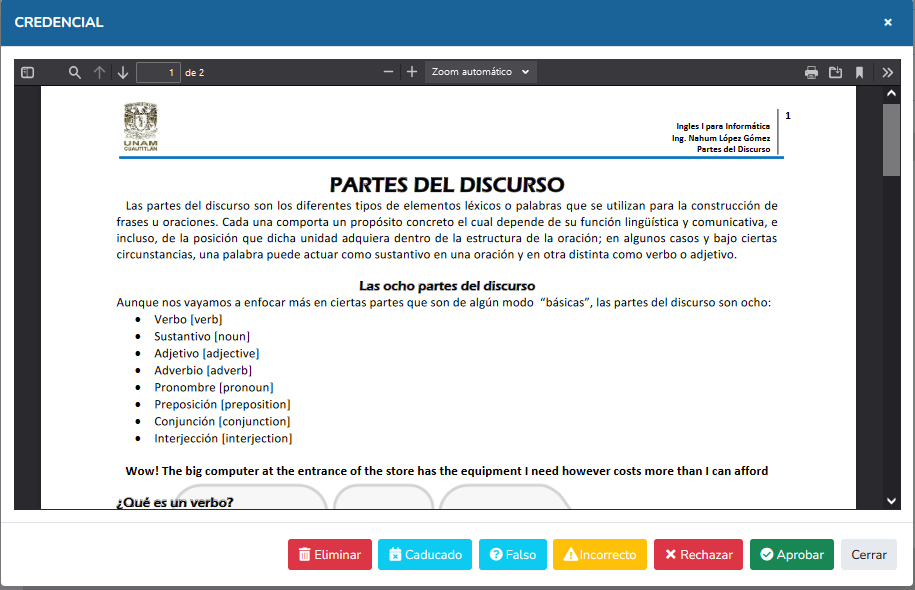 CREDENCIAL ×
1 de 2
Zoom automático
UNAM
CUAUTITLÁN
Ingles I para Informática
Ing. Nahum López Gómez
Partes del Discurso
1
PARTES DEL DISCURSO
Las partes del discurso son los diferentes tipos de elementos léxicos o palabras que se utilizan para la construcción de
frases u oraciones. Cada una comporta un propósito concreto el cual depende de su función lingüística y comunicativa, e
incluso, de la posición que dicha unidad adquiera dentro de la estructura de la oración; en algunos casos y bajo ciertas
circunstancias, una palabra puede actuar como sustantivo en una oración y en otra distinta como verbo o adjetivo.
Las ocho partes del discurso
Aunque nos vayamos a enfocar más en ciertas partes que son de algún modo “básicas”, las partes del discurso son ocho:
• Verbo [verb]
• Sustantivo [noun]
• Adjetivo [adjective]
• Adverbio [adverb]
• Pronombre [pronoun]
• Preposición [preposition]
• Conjunción [conjunction]
• Interjección [interjection]
Wow! The big computer at the entrance of the store has the equipment I need however costs more than I can afford
¿Qué es un verbo?
Eliminar Caducado Falso Incorrecto Rechazar Aprobar Cerrar